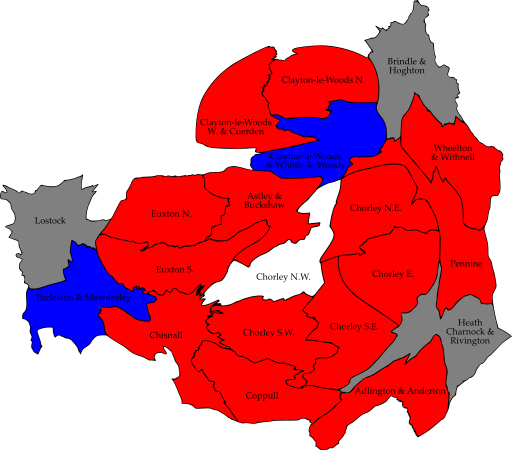 Brindle &
Hoghton
Clayton-le-Woods N.
Clayton-le-Woods
W. & Cuerden
Wheelton
& Withnell
Clayton-le-Woods
& Whittle-le-Woods
Astley &
Buckshaw
Chorley N.E.
Euxton N.
Lostock
Euxton S.
Pennine
Chorley E.
Chorley N.W.
Eccleston & Mawdesley
Heath
Charnock &
Rivington
Chorley S.E.
Chorley S.W.
Chisnall
Adlington & Anderton
Coppull